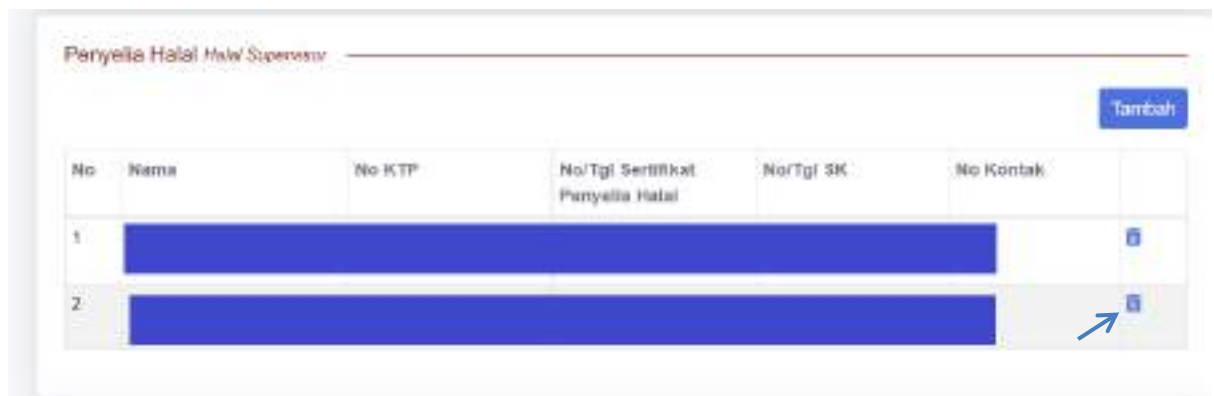 Penyelia Halal Halal Supervisor
Tambah
No Nama No KTP No/Tgl Sertifikat Penyelia Halal No/Tgl SK No Kontak
1
2